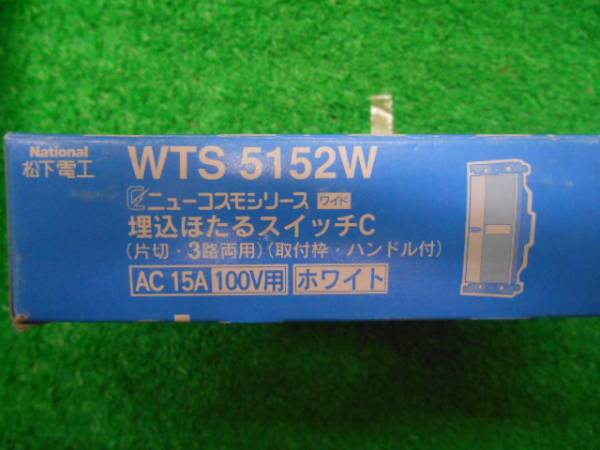 National
松下電工
WTS 5152W
ニューコスモシリーズ ワイド
埋込ほたるスイッチC
(片切・3路両用)(取付枠・ハンドル付)
AC 15A 100V用 ホワイト